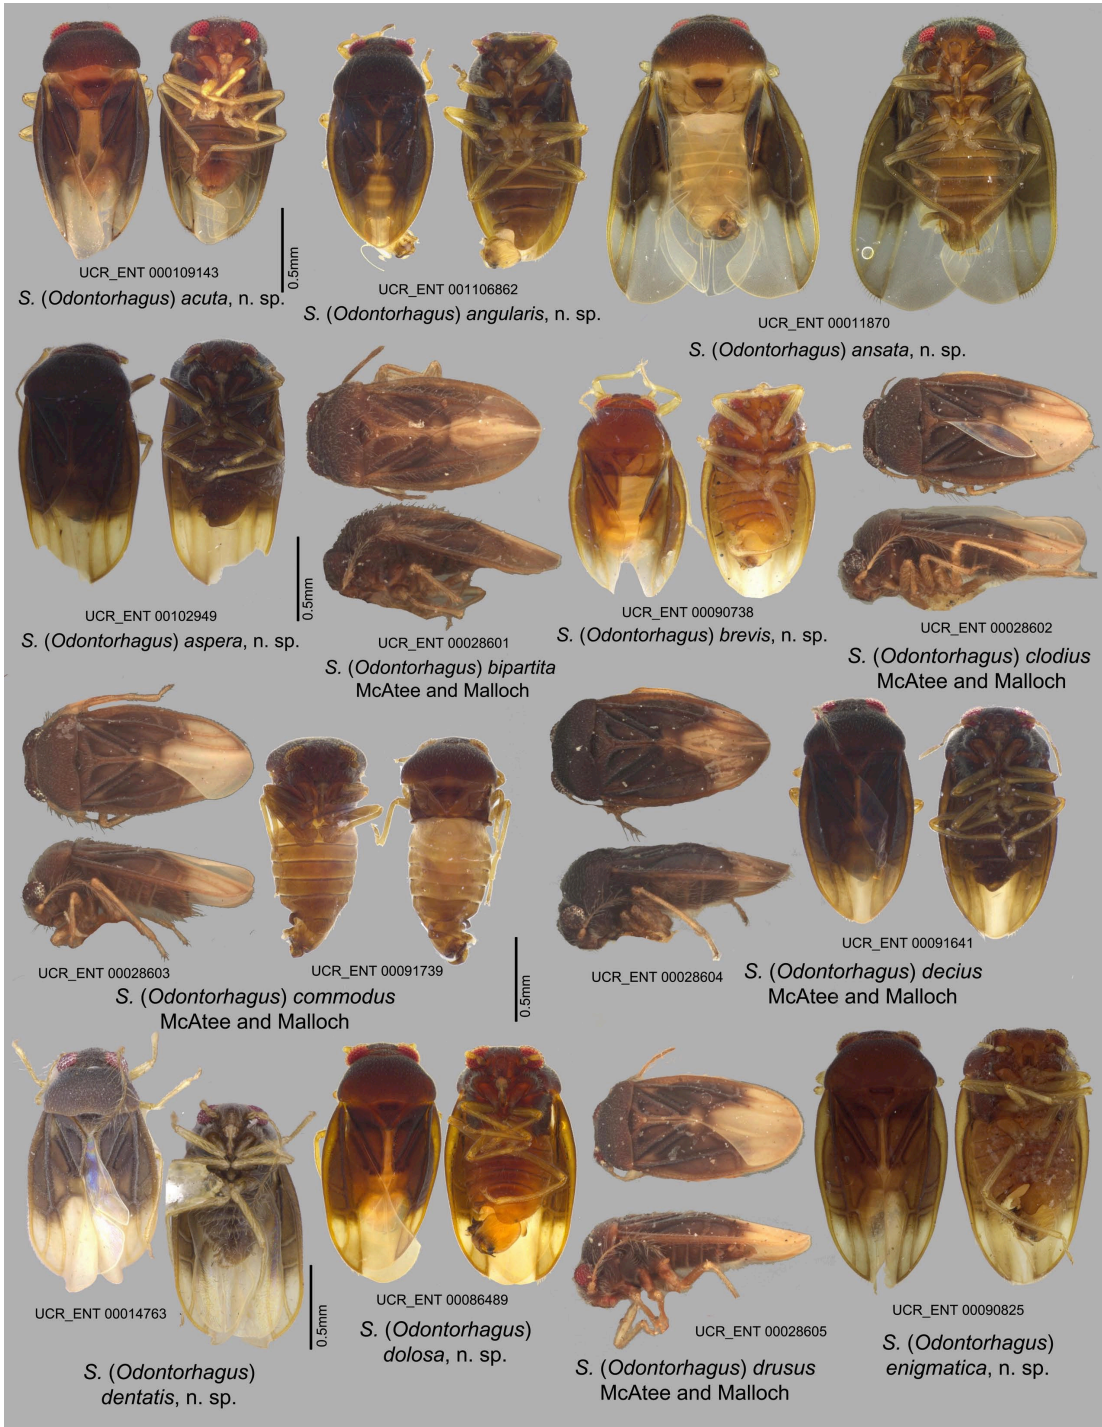 UCR_ENT 000109143
S. (Odontorhagus) acuta, n. sp.
0.5mm
UCR_ENT 001106862
S. (Odontorhagus) angularis, n. sp.
UCR_ENT 00011870
S. (Odontorhagus) ansata, n. sp.
UCR_ENT 00102949
S. (Odontorhagus) aspera, n. sp.
0.5mm
UCR_ENT 00028601
S. (Odontorhagus) bipartita
McAtee and Malloch
UCR_ENT 00090738
S. (Odontorhagus) brevis, n. sp.
UCR_ENT 00028602
S. (Odontorhagus) clodius
McAtee and Malloch
UCR_ENT 00028603
UCR_ENT 00091739
S. (Odontorhagus) commodus
McAtee and Malloch
0.5mm
UCR_ENT 00028604
UCR_ENT 00091641
S. (Odontorhagus) decius
McAtee and Malloch
UCR_ENT 00014763
S. (Odontorhagus)
dentatis, n. sp.
0.5mm
UCR_ENT 00086489
S. (Odontorhagus)
dolosa, n. sp.
UCR_ENT 00028605
S. (Odontorhagus) drusus
McAtee and Malloch
UCR_ENT 00090825
S. (Odontorhagus)
enigmatica, n. sp.